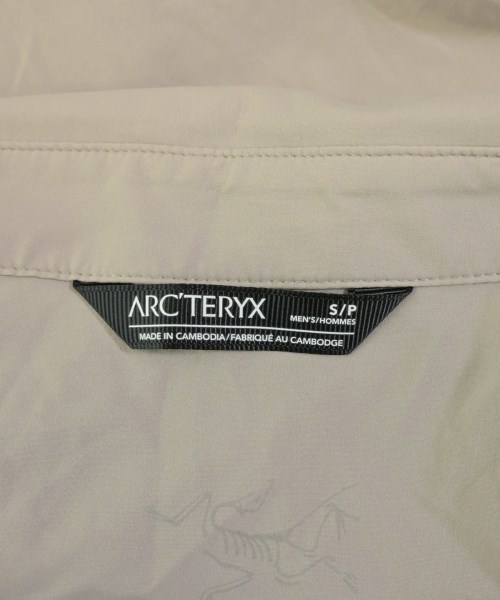 ARC'TERYX
S/P
MEN'S/HOMMES
MADE IN CAMBODIA/FABRIQUÉ AU CAMBODGE